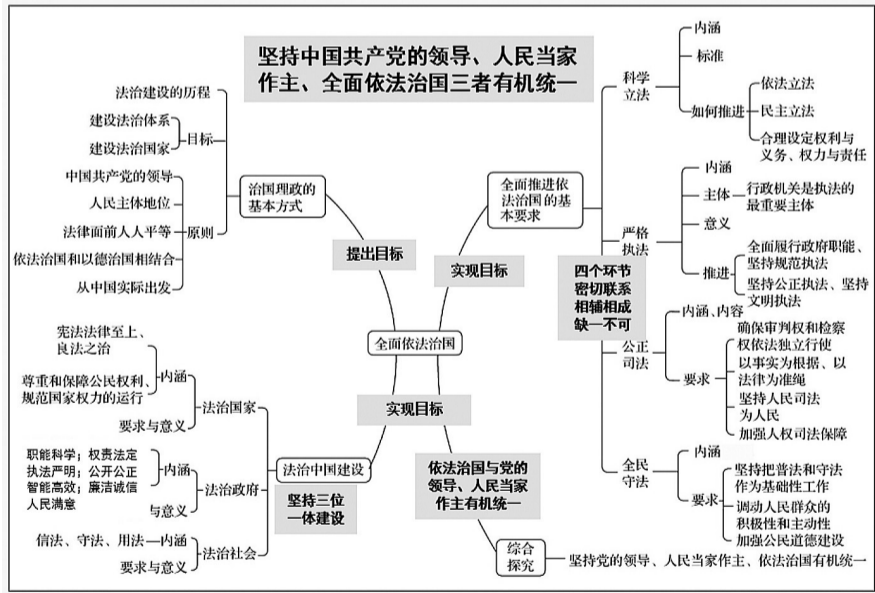 坚持中国共产党的领导、人民当家
作主、全面依法治国三者有机统一
法治建设的历程
建设法治体系
建设法治国家
目标
中国共产党的领导
人民主体地位
法律面前人人平等
依法治国和以德治国相结合
从中国实际出发
原则
治国理政的
基本方式
提出目标
实现目标
全面依法治国
实现目标
宪法法律至上、
良法之治
尊重和保障公民权利、
规范国家权力的运行
内涵
要求与意义
法治国家
职能科学；权责法定
执法严明；公开公正
智能高效；廉洁诚信
人民满意
内涵
与意义
法治政府
信法、守法、用法
内涵
要求与意义
法治社会
法治中国建设
坚持三位
一体建设
依法治国与党的
领导、人民当家
作主有机统一
综合
探究
坚持党的领导、人民当家作主、依法治国有机统一
全面推进依
法治国的基
本要求
四个环节
密切联系
相辅相成
缺一不可
科学
立法
内涵
标准
如何推进
依法立法
民主立法
合理设定权利与
义务、权力与责任
严格
执法
内涵
主体
行政机关是执法的
最重要主体
意义
推进
全面履行政府职能、
坚持规范执法
坚持公正执法、坚持
文明执法
公正
司法
内涵、内容
要求
确保审判权和检察
权依法独立行使
以事实为根据、以
法律为准绳
坚持人民司法
为人民
加强人权司法保障
全民
守法
内涵
要求
坚持把普法和守法
作为基础性工作
调动人民群众的
积极性和主动性
加强公民道德建设